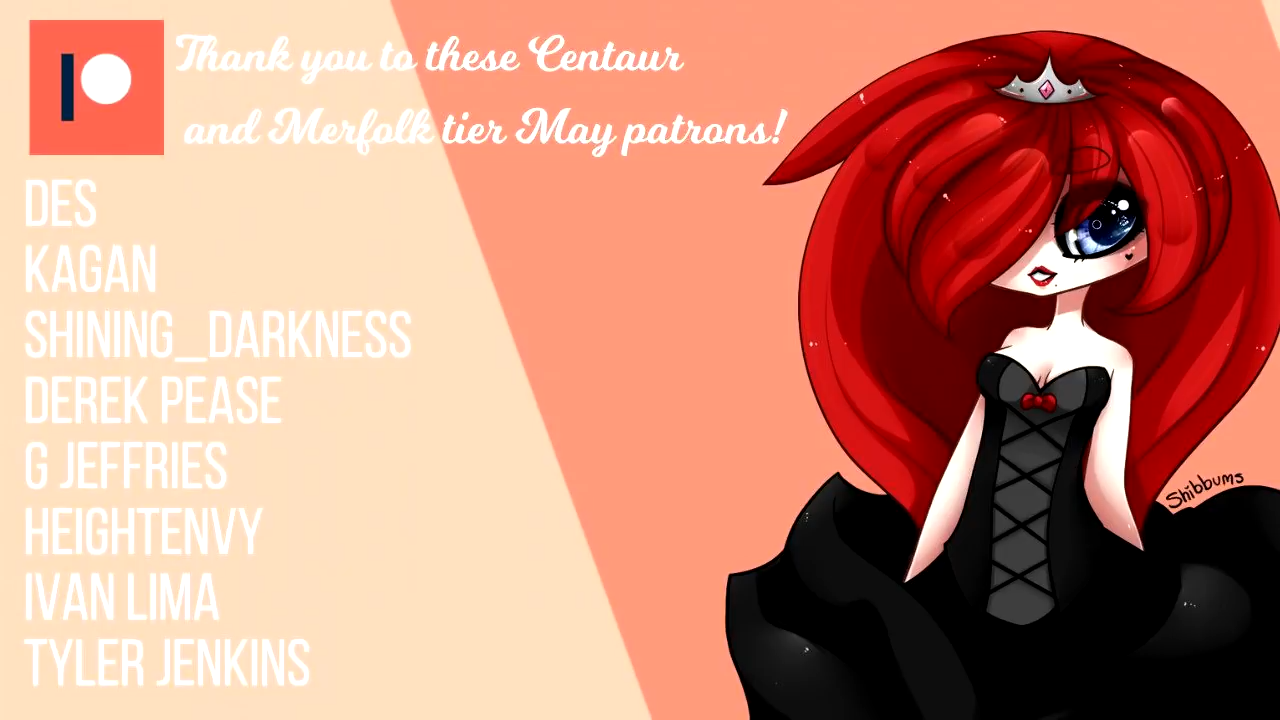 Thank you to these Centaur
and Merfolk tier May patrons!
DES
KAGAN
SHINING_DARKNESS
DEREK PEASE
G JEFFRIES
HEIGHTENVY
IVAN LIMA
TYLER JENKINS
Shibbums